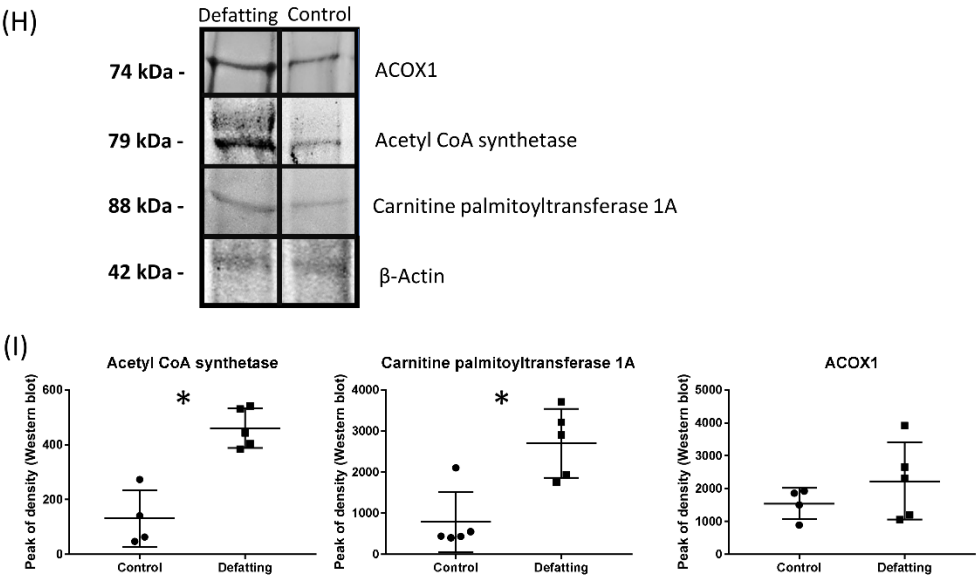 (H)
Defatting Control
74 kDa - ACOX1
79 kDa - Acetyl CoA synthetase
88 kDa - Carnitine palmitoyltransferase 1A
42 kDa - β-Actin
(I)
Acetyl CoA synthetase
Peak of density (Western blot)
600
400
200
0
*
Control Defatting
Carnitine palmitoyltransferase 1A
Peak of density (Western blot)
4000
3000
2000
1000
0
*
Control Defatting
ACOX1
Peak of density (Western blot)
5000
4000
3000
2000
1000
0
Control Defatting